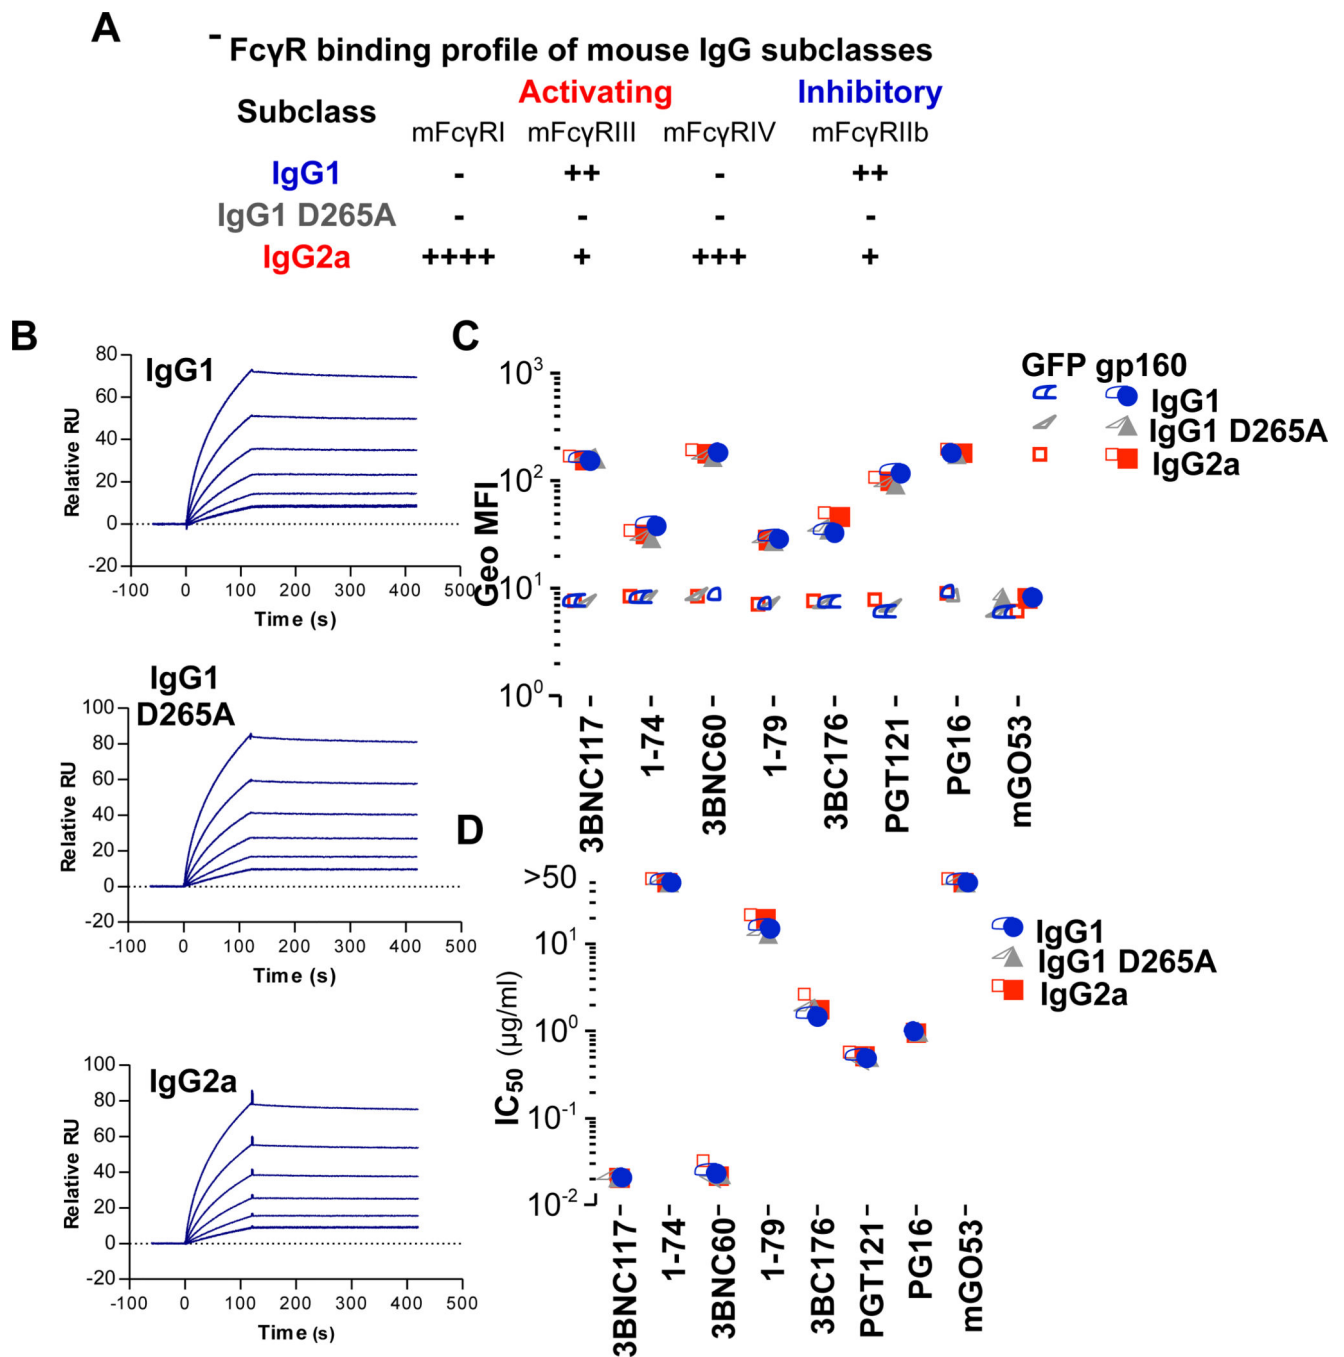 A
- FcγR binding profile of mouse IgG subclasses
Subclass
Activating
Inhibitory
mFcγRI mFcγRIII mFcγRIV mFcγRIIb
IgG1 - ++ - ++
IgG1 D265A - - - -
IgG2a ++++ + +++ +
B
IgG1
Relative RU
80
60
40
20
0
20
-100 0 100 200 300 400 500
Time (s)
IgG1
D265A
Relative RU
100
80
60
40
20
0
-20
-100 0 100 200 300 400 500
Time (s)
IgG2a
Relative RU
100
80
60
40
20
0
-20
-100 0 100 200 300 400 500
Time (s)
C
Geo MFI
10³
10²
10¹
10⁰
GFP gp160
IgG1
IgG1 D265A
IgG2a
3BNC117
1-74
3BNC60
1-79
3BC176
PGT121
PG16
mGO53
D
IC₅₀ (µg/ml)
>50
10¹
10⁰
10⁻¹
10⁻²
IgG1
IgG1 D265A
IgG2a
3BNC117
1-74
3BNC60
1-79
3BC176
PGT121
PG16
mGO53